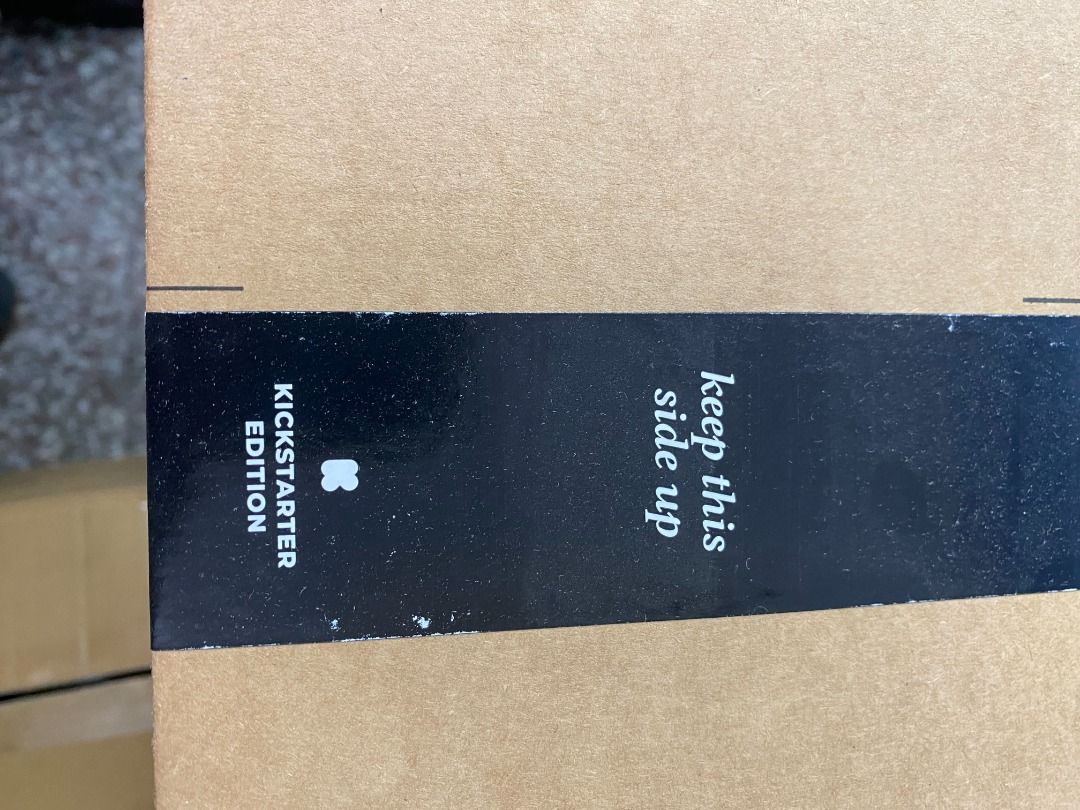 keep this
side up
KICKSTARTER
EDITION